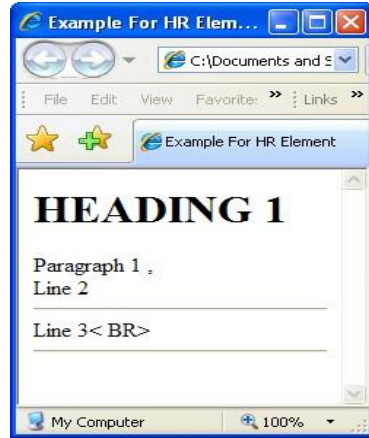 Example For HR Elem...
C:\Documents and S
File Edit View Favorite: » Links »
Example For HR Element
HEADING 1
Paragraph 1 ,
Line 2
Line 3< BR>
My Computer 100%